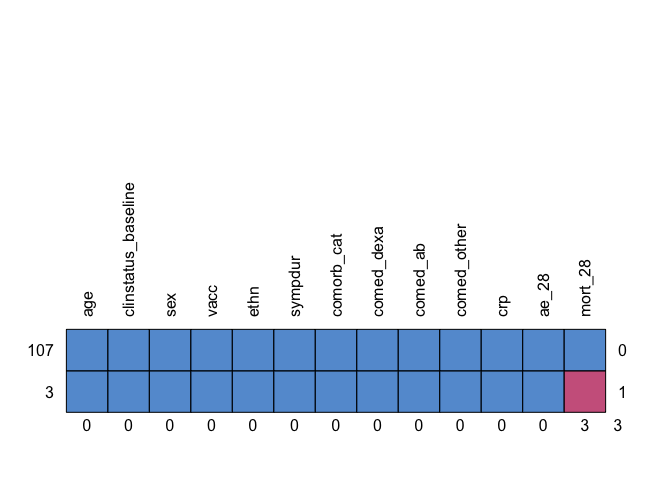 age clinstatus_baseline sex vacc ethn sympdur comorb_cat comed_dexa comed_ab comed_other crp ae_28 mort_28
107 0
3 1
0 0 0 0 0 0 0 0 0 0 0 0 3 3